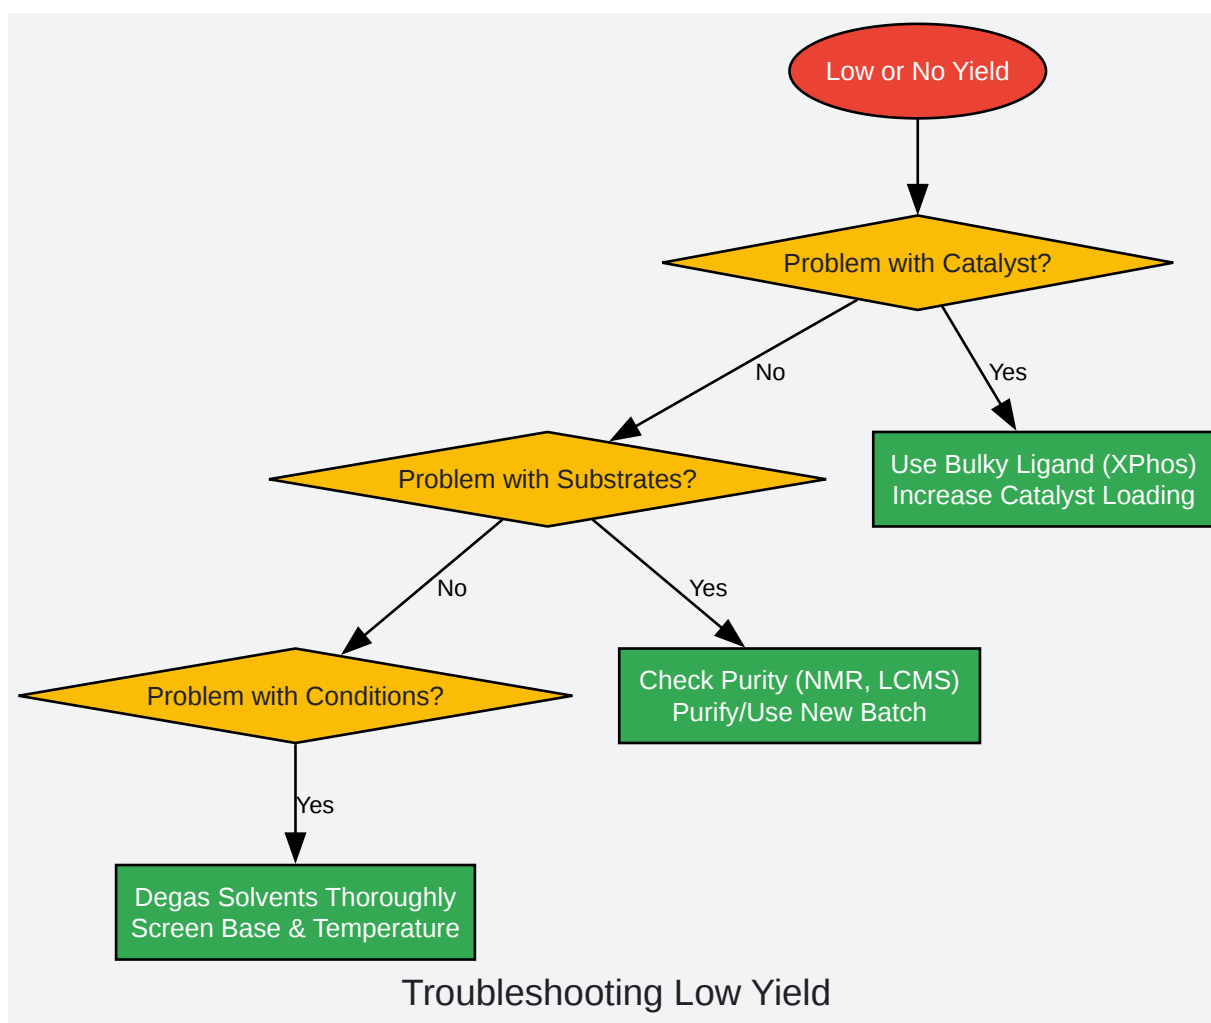 Low or No Yield
Problem with Catalyst?
No
Yes
Problem with Substrates?
Use Bulky Ligand (XPhos)
Increase Catalyst Loading
No
Yes
Problem with Conditions?
Check Purity (NMR, LCMS)
Purify/Use New Batch
Yes
Degas Solvents Thoroughly
Screen Base & Temperature
Troubleshooting Low Yield